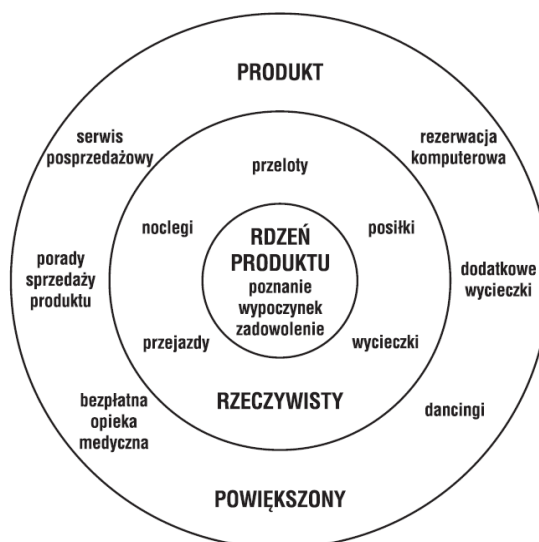 PRODUKT
serwis
posprzedażowy
rezerwacja
komputerowa
przeloty
noclegi
posiłki
RDZEŃ
PRODUKTU
poznanie
wypoczynek
zadowolenie
porady
sprzedaży
produktu
dodatkowe
wycieczki
przejazdy
wycieczki
RZECZYWISTY
bezpłatna
opieka
medyczna
dancingi
POWIĘKSZONY